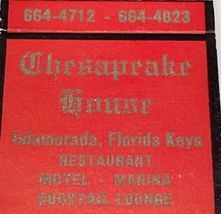 664-4712 - 664-4823
Chesapeake
House
Islamorada, Florida Keys
RESTAURANT
MOTEL - MARINA
COCKTAIL LOUNGE